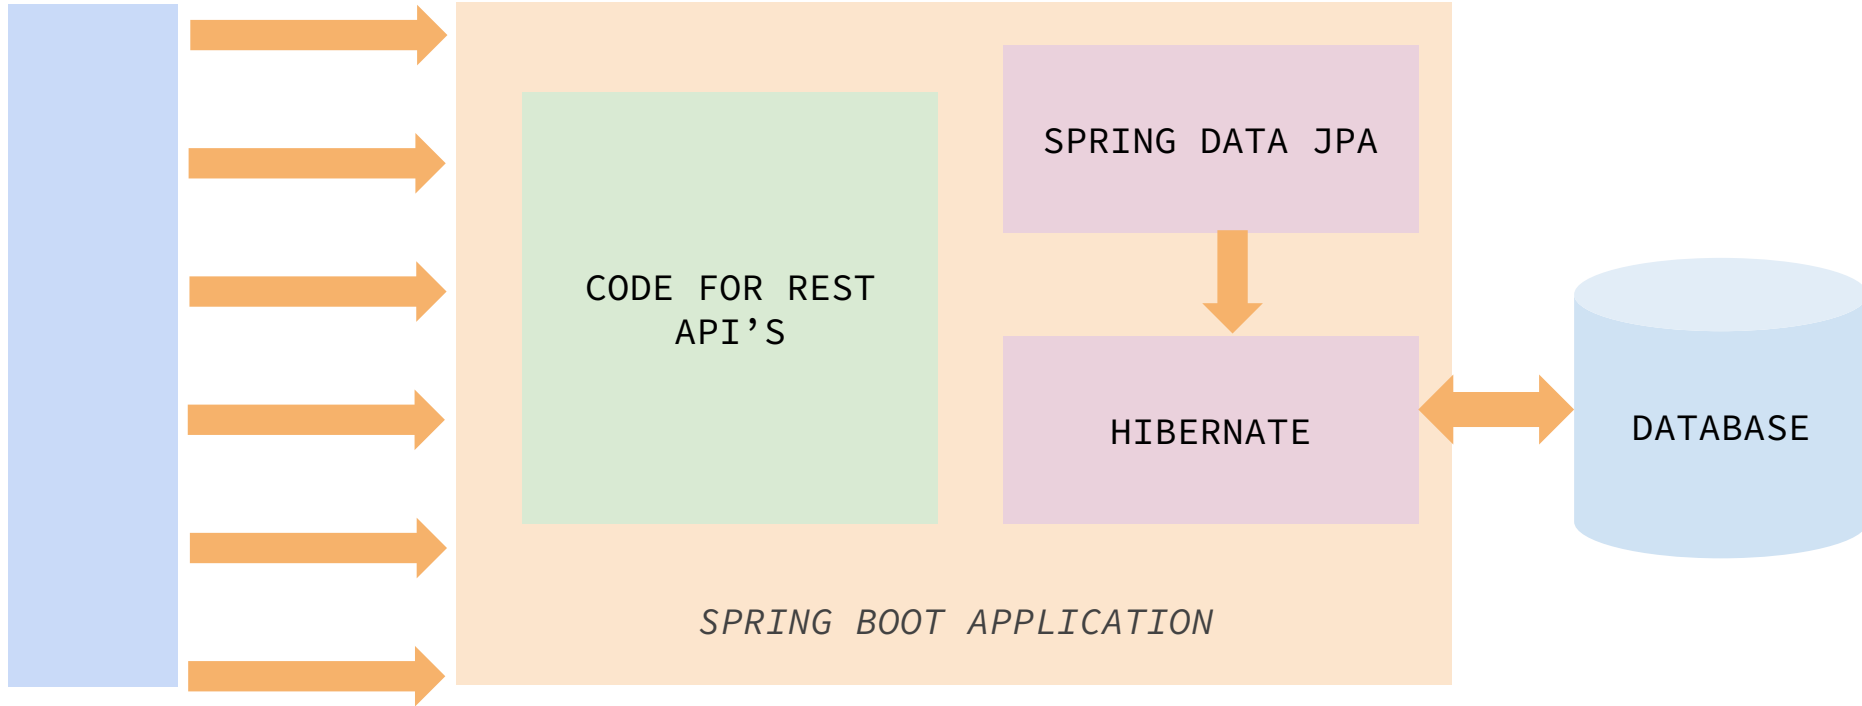 SPRING DATA JPA
CODE FOR REST
API’S
HIBERNATE
DATABASE
SPRING BOOT APPLICATION